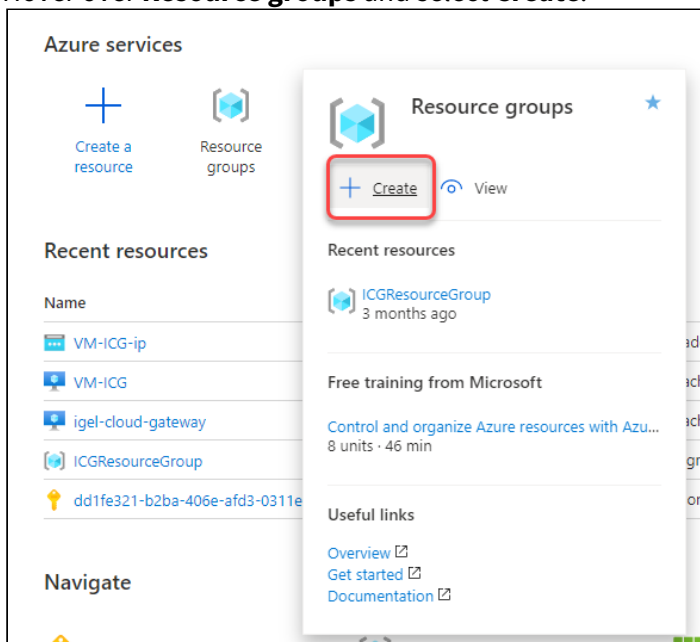 Hover over Resource groups and select Create.
Azure services
Create a
resource
Resource
groups
Resource groups
Create
View
Recent resources
ICGResourceGroup
3 months ago
Free training from Microsoft
Control and organize Azure resources with Azu...
8 units · 46 min
Useful links
Overview
Get started
Documentation
Recent resources
Name
VM-ICG-ip
VM-ICG
igel-cloud-gateway
ICGResourceGroup
dd1fe321-b2ba-406e-afd3-0311e
Navigate